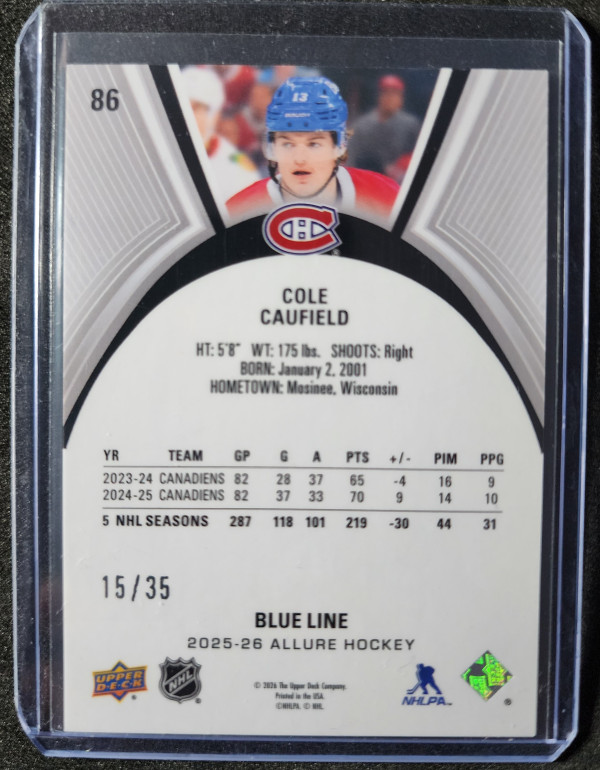 86
13
COLE
CAUFIELD
HT: 5'8" WT: 175 lbs. SHOOTS: Right
BORN: January 2, 2001
HOMETOWN: Mosinee, Wisconsin
YR TEAM GP G A PTS +/- PIM PPG
2023-24 CANADIENS 82 28 37 65 -4 16 9
2024-25 CANADIENS 82 37 33 70 9 14 10
5 NHL SEASONS 287 118 101 219 -30 44 31
15/35
BLUE LINE
2025-26 ALLURE HOCKEY
UPPER
DECK
NHL
© 2026 The Upper Deck Company.
Printed in the USA.
©NHLPA. © NHL.
NHLPA™
®